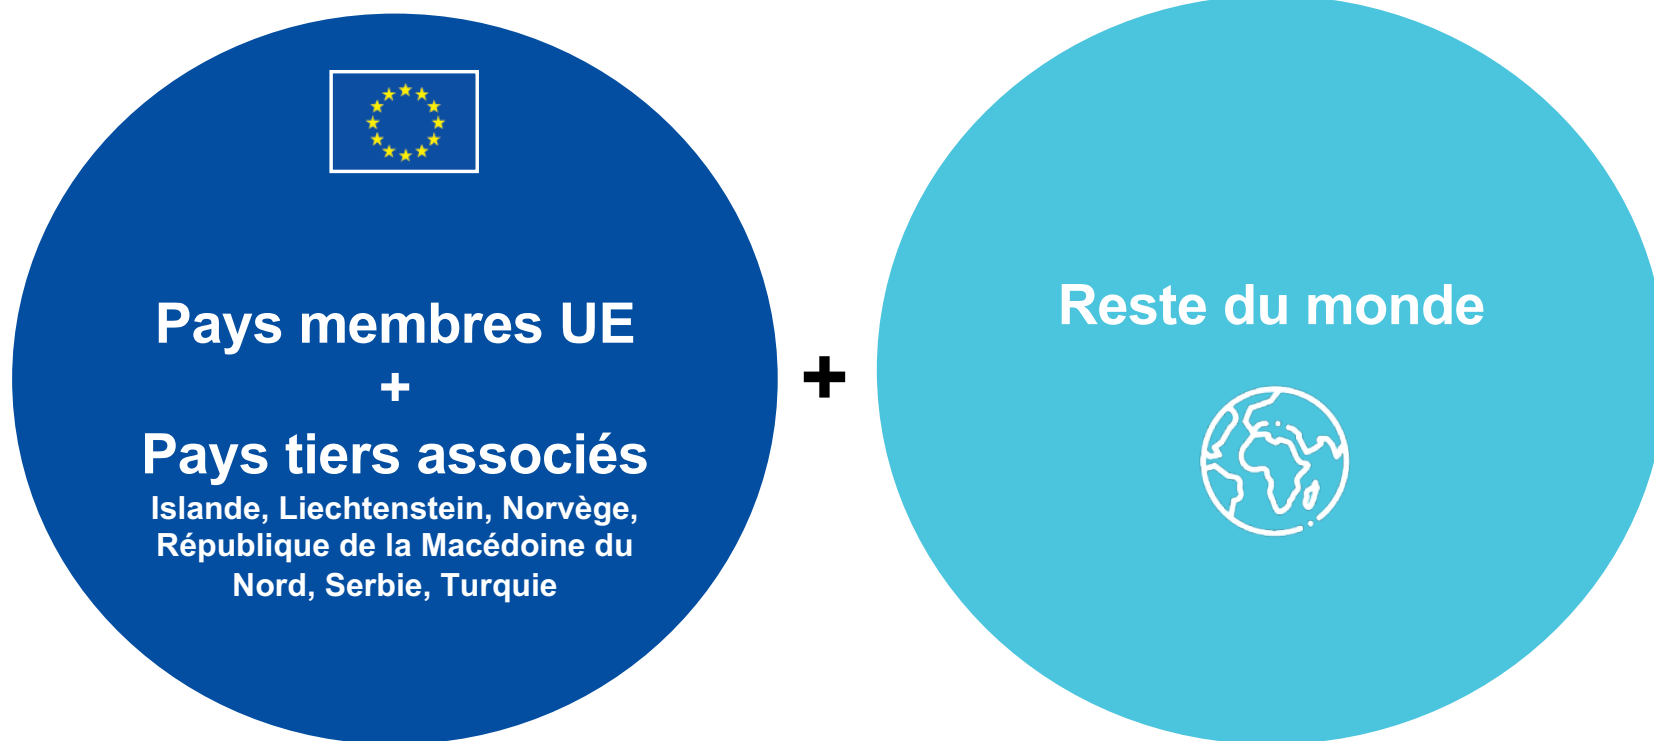 Pays membres UE
+
Pays tiers associés
Islande, Liechtenstein, Norvège,
République de la Macédoine du
Nord, Serbie, Turquie
+
Reste du monde